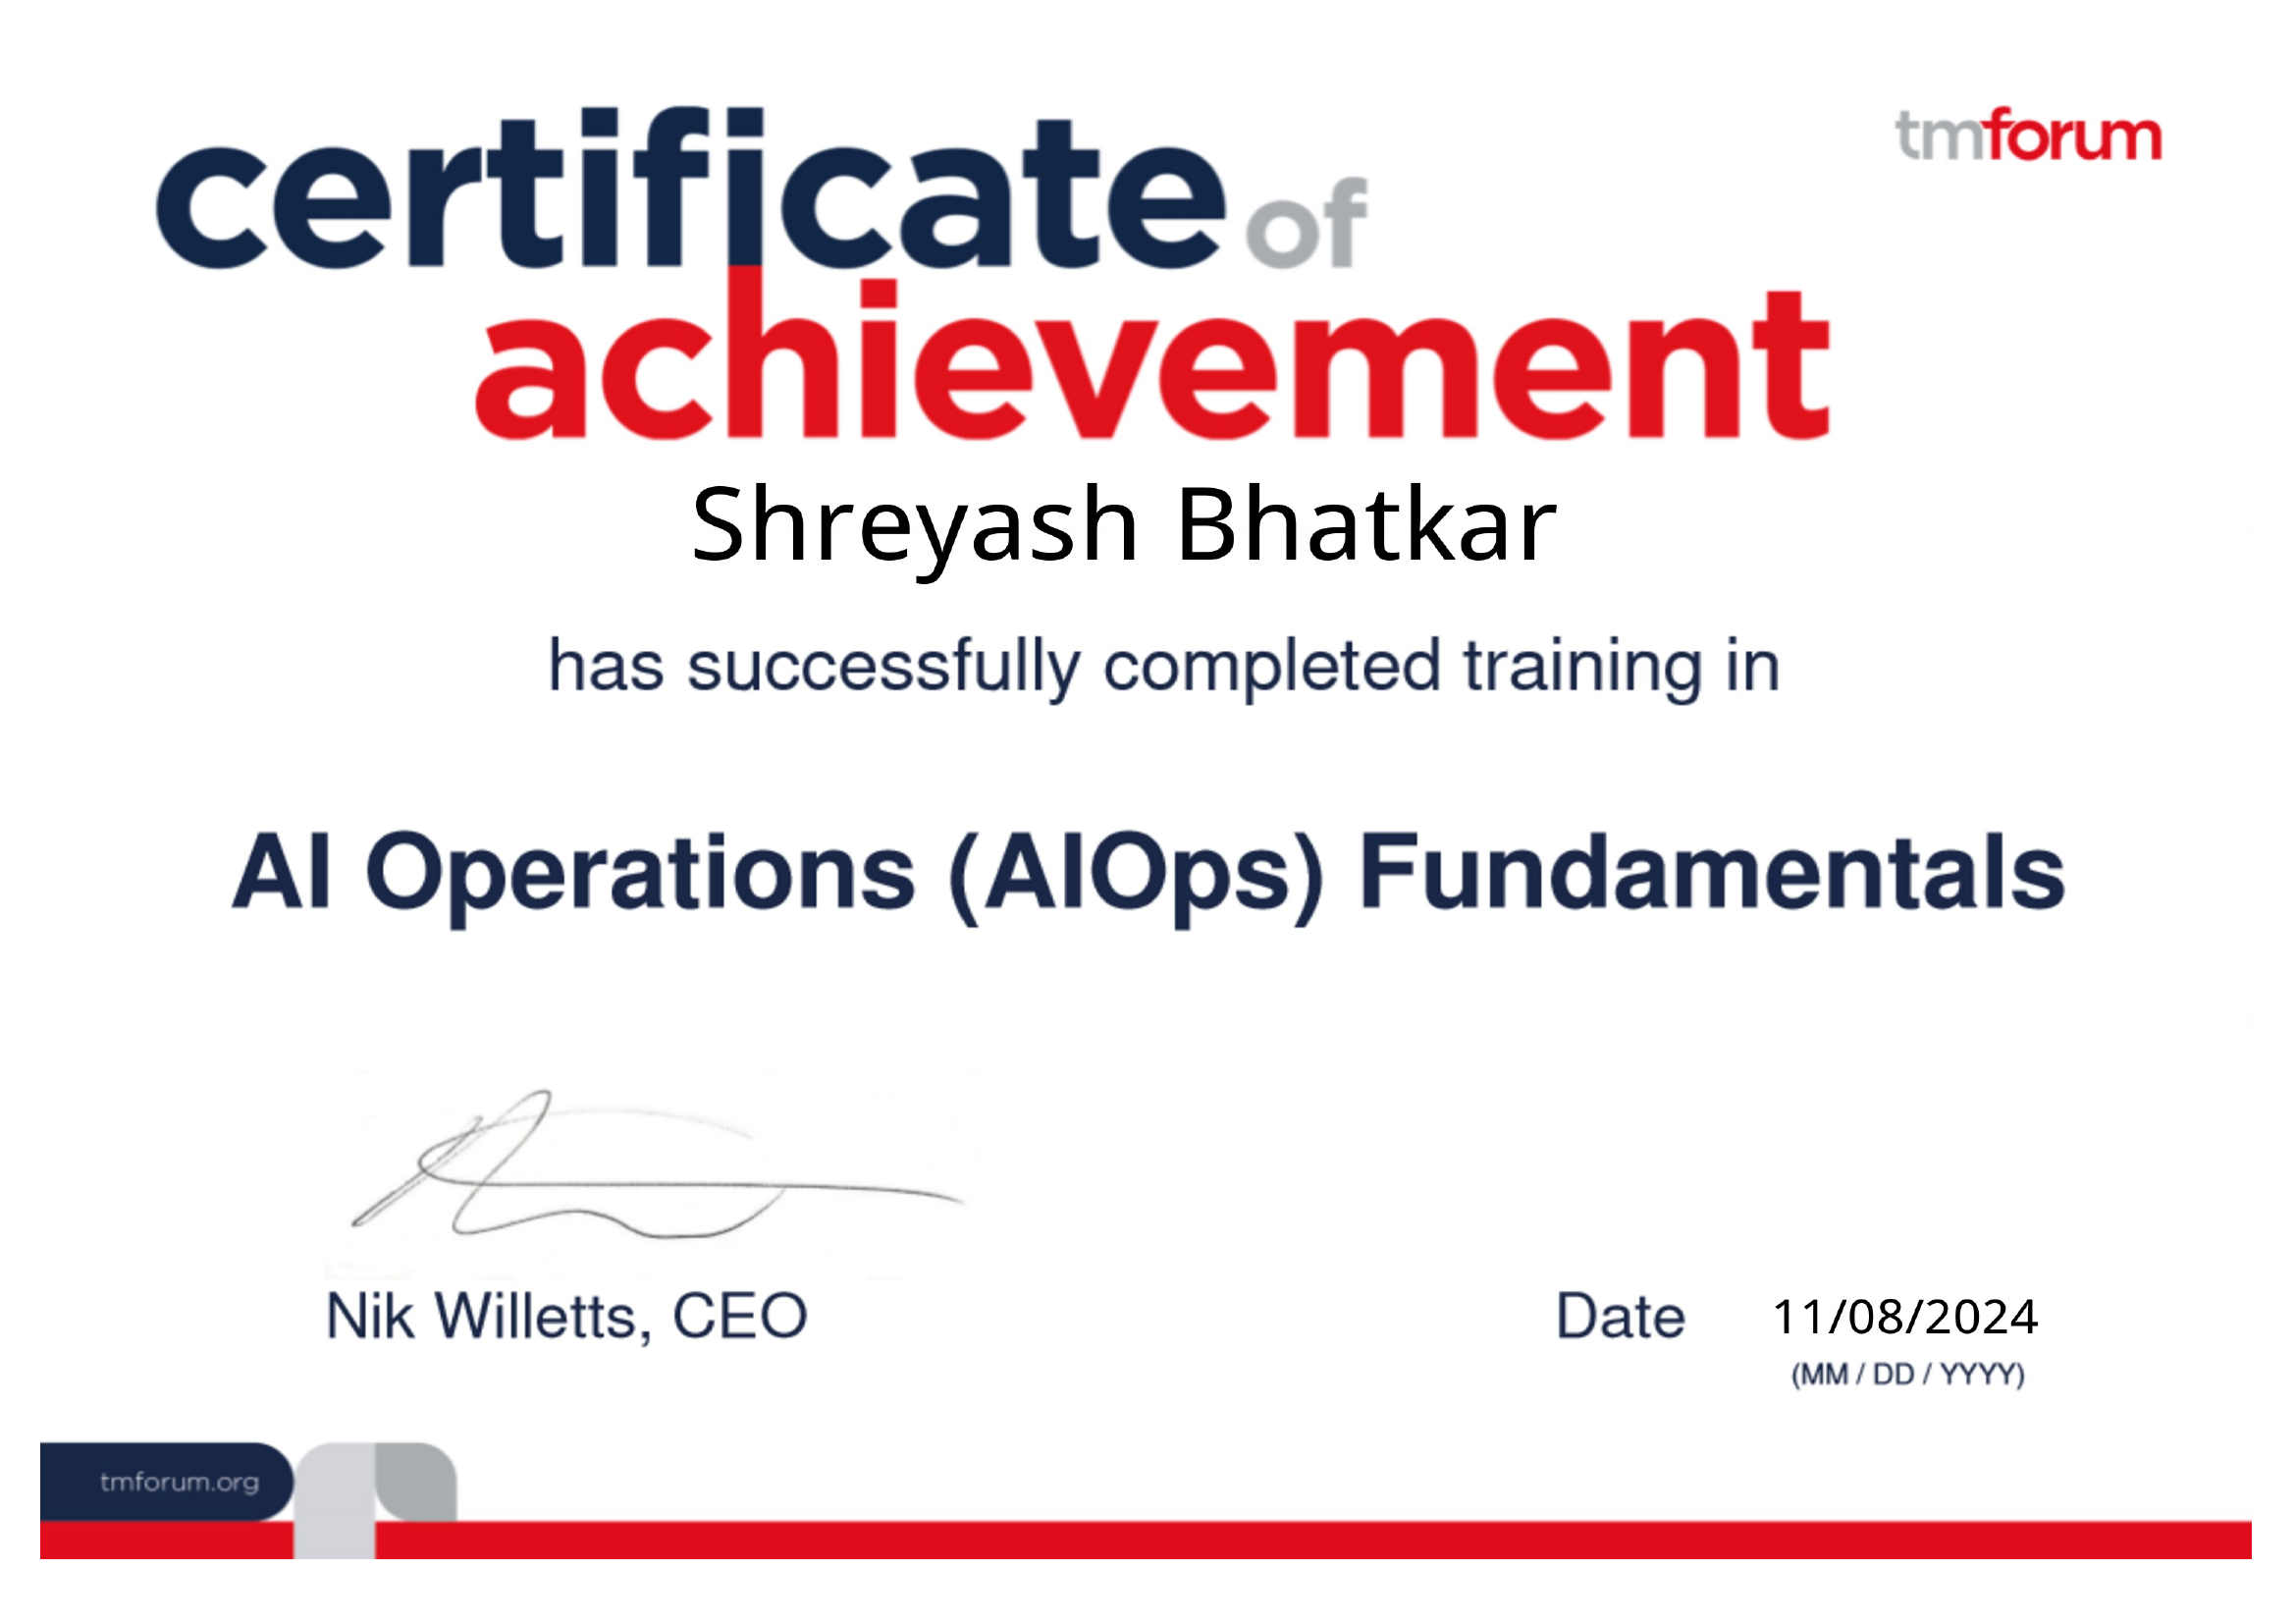 tmforum
certificate of
achievement
Shreyash Bhatkar
has successfully completed training in
AI Operations (AIOps) Fundamentals
Nik Willetts, CEO
Date 11/08/2024
(MM / DD / YYYY)
tmforum.org